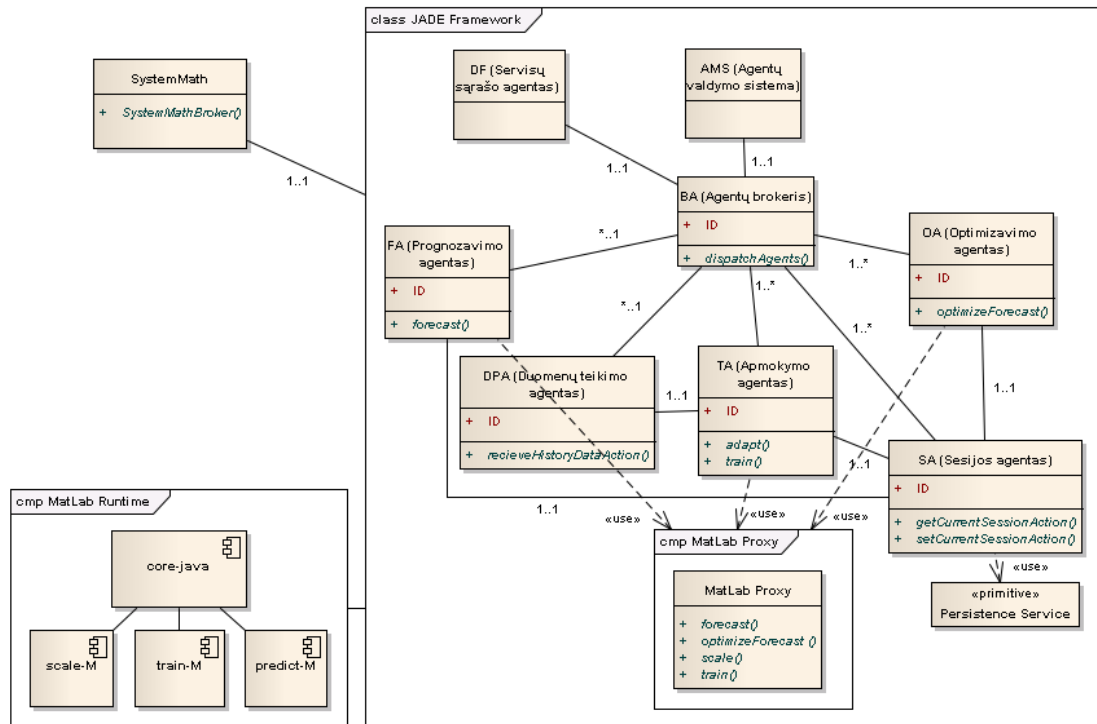 class JADE Framework
SystemMath
+ SystemMathBroker()
1..1
DF (Servisų
sąrašo agentas)
AMS (Agentų
valdymo sistema)
1..1
1..1
BA (Agentų brokeris)
+ ID
+ dispatchAgents()
FA (Prognozavimo
agentas)
+ ID
+ forecast()
*..1
OA (Optimizavimo
agentas)
+ ID
+ optimizeForecast()
1..*
*..1
1..*
1..*
DPA (Duomenų teikimo
agentas)
+ ID
+ recieveHistoryDataAction()
1..1
TA (Apmokymo
agentas)
+ ID
+ adapt()
+ train()
1..1
1..1
SA (Sesijos agentas)
+ ID
+ getCurrentSessionAction()
+ setCurrentSessionAction()
1..1
«use»
«use»
«use»
«use»
cmp MatLab Runtime
core-java
scale-M
train-M
predict-M
cmp MatLab Proxy
MatLab Proxy
+ forecast()
+ optimizeForecast ()
+ scale()
+ train()
«primitive»
Persistence Service